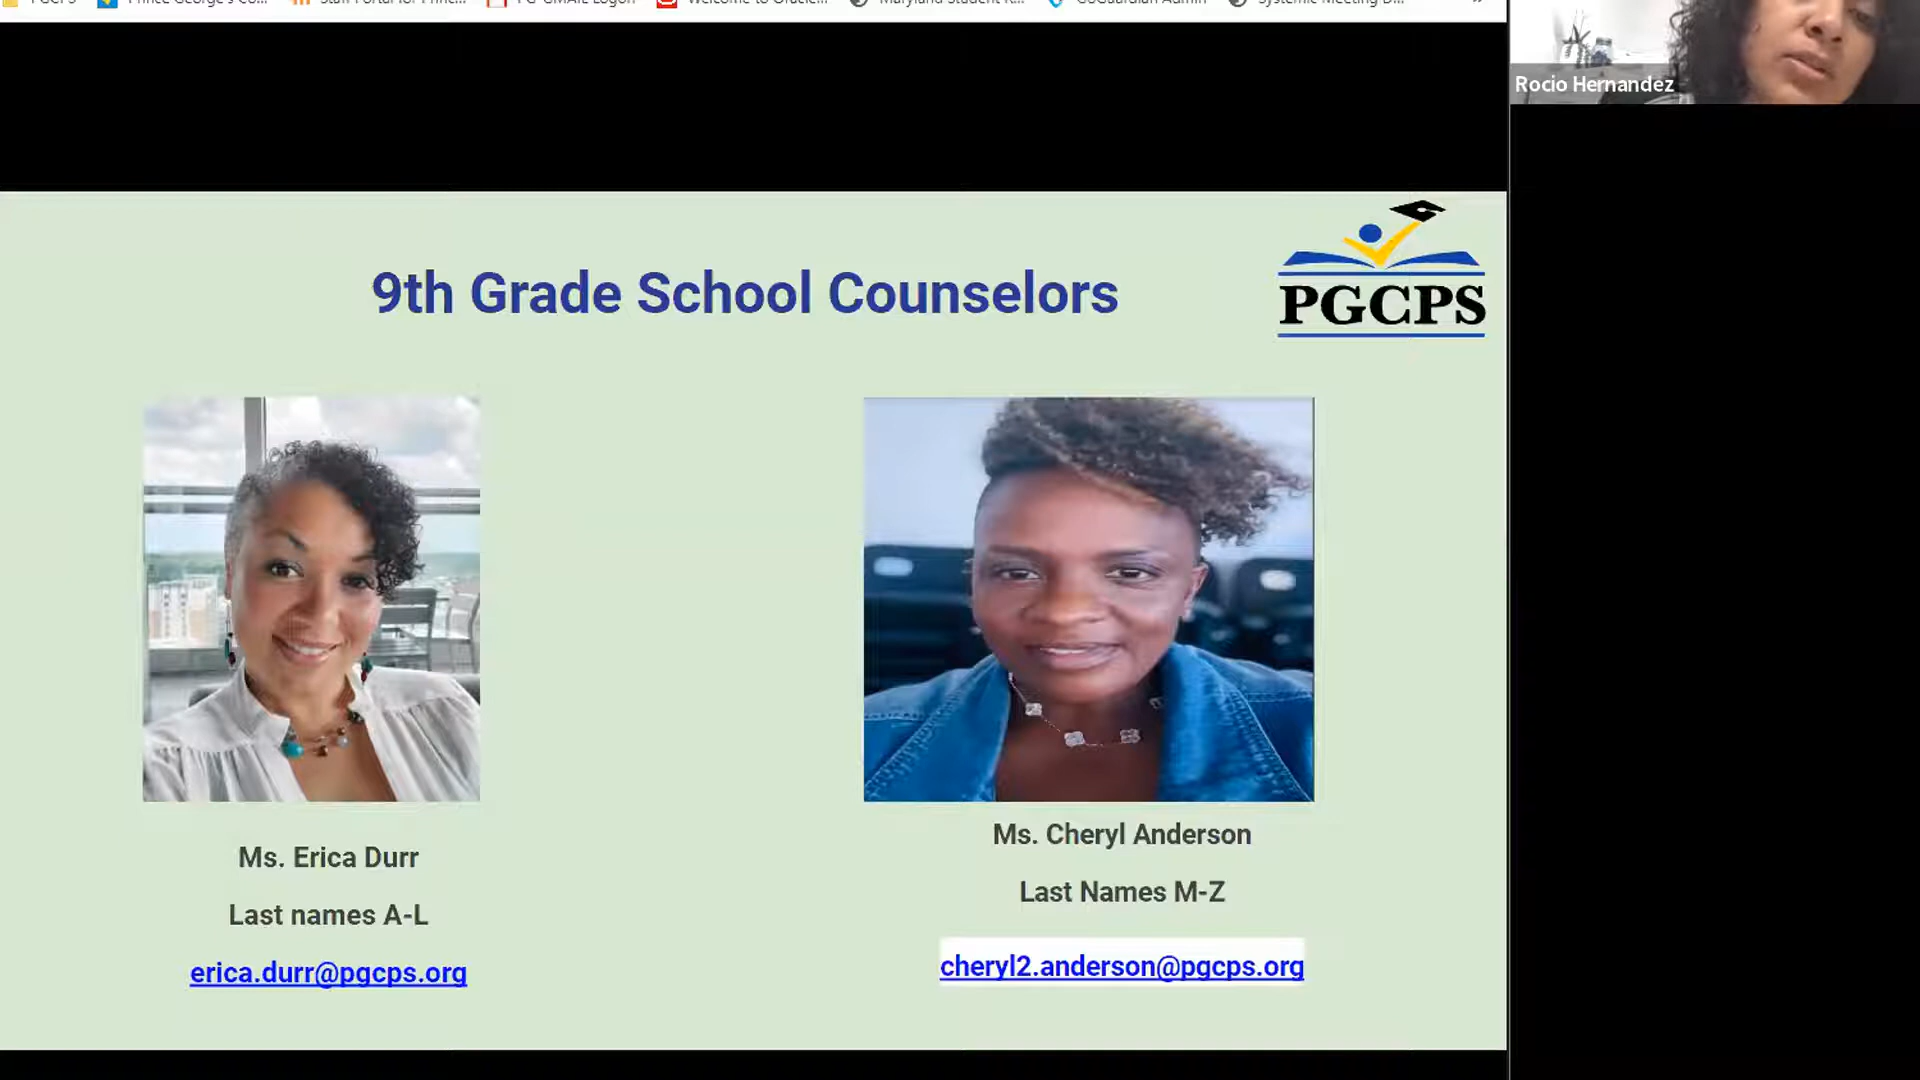 Rocio Hernandez
9th Grade School Counselors
PGCPS
Ms. Erica Durr
Last names A-L
erica.durr@pgcps.org
Ms. Cheryl Anderson
Last Names M-Z
cheryl2.anderson@pgcps.org